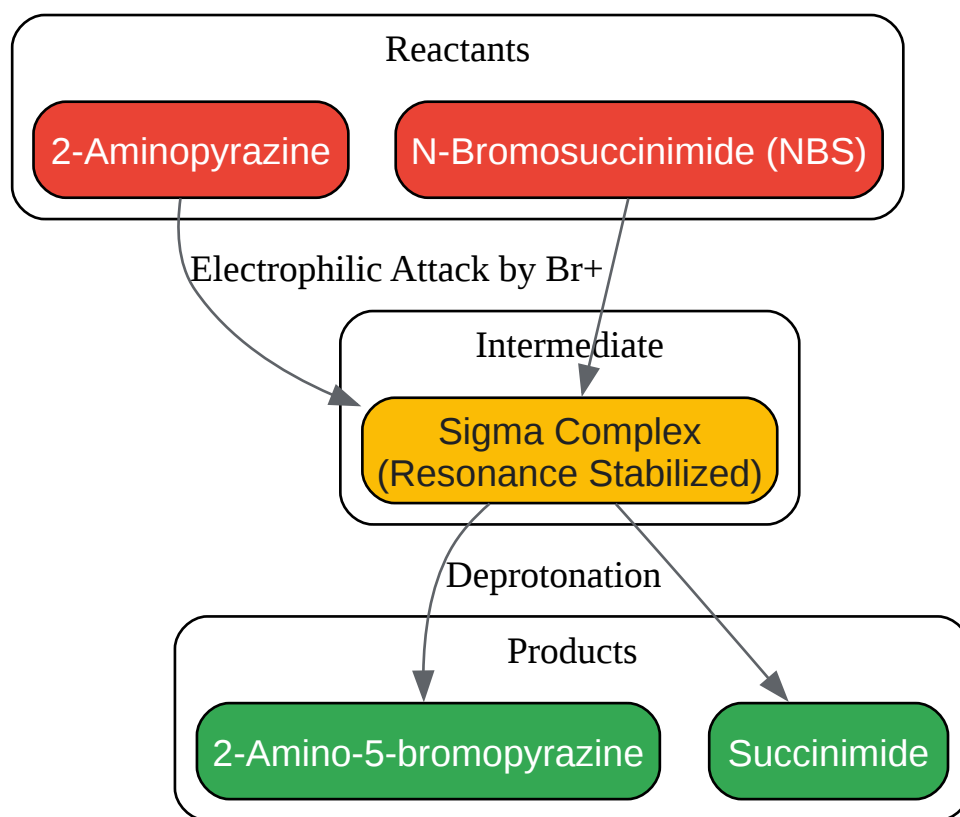 Reactants
2-Aminopyrazine
N-Bromosuccinimide (NBS)
Electrophilic Attack by Br+
Intermediate
Sigma Complex
(Resonance Stabilized)
Deprotonation
Products
2-Amino-5-bromopyrazine
Succinimide